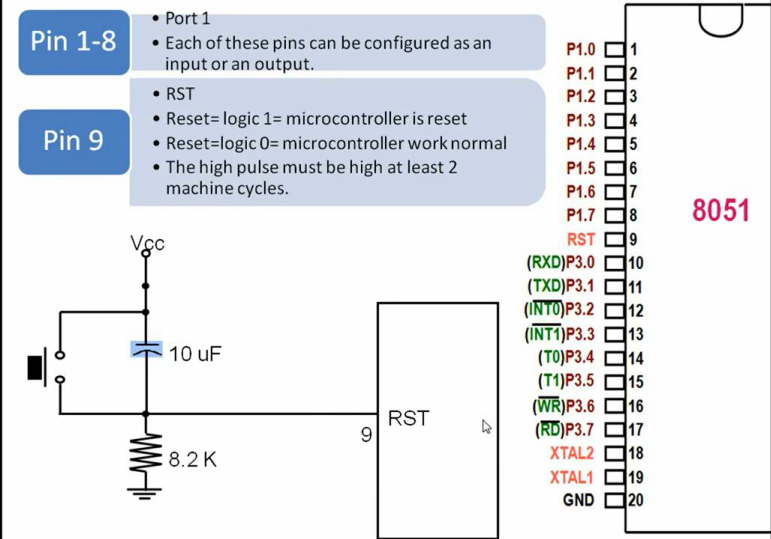 Pin 1-8
• Port 1
• Each of these pins can be configured as an
input or an output.
Pin 9
• RST
• Reset= logic 1= microcontroller is reset
• Reset=logic 0= microcontroller work normal
• The high pulse must be high at least 2
machine cycles.
Vcc
10 uF
8.2 K
9
RST
8051
P1.0 1
P1.1 2
P1.2 3
P1.3 4
P1.4 5
P1.5 6
P1.6 7
P1.7 8
RST 9
(RXD)P3.0 10
(TXD)P3.1 11
(INT0)P3.2 12
(INT1)P3.3 13
(T0)P3.4 14
(T1)P3.5 15
(WR)P3.6 16
(RD)P3.7 17
XTAL2 18
XTAL1 19
GND 20